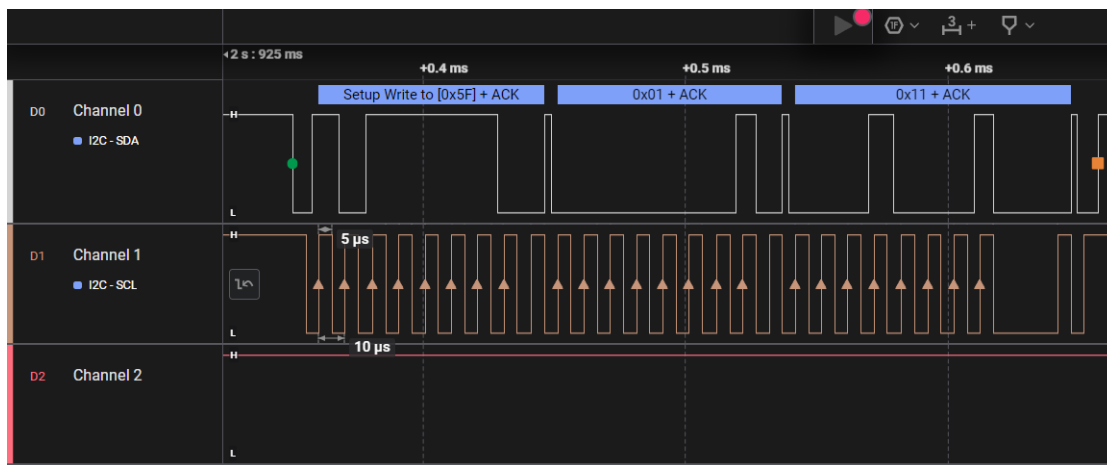 1F
3
+
2 s : 925 ms
+0.4 ms
+0.5 ms
+0.6 ms
Setup Write to [0x5F] + ACK
0x01 + ACK
0x11 + ACK
D0
Channel 0
I2C - SDA
H
L
D1
Channel 1
I2C - SCL
H
5 µs
L
10 µs
D2
Channel 2
H
L